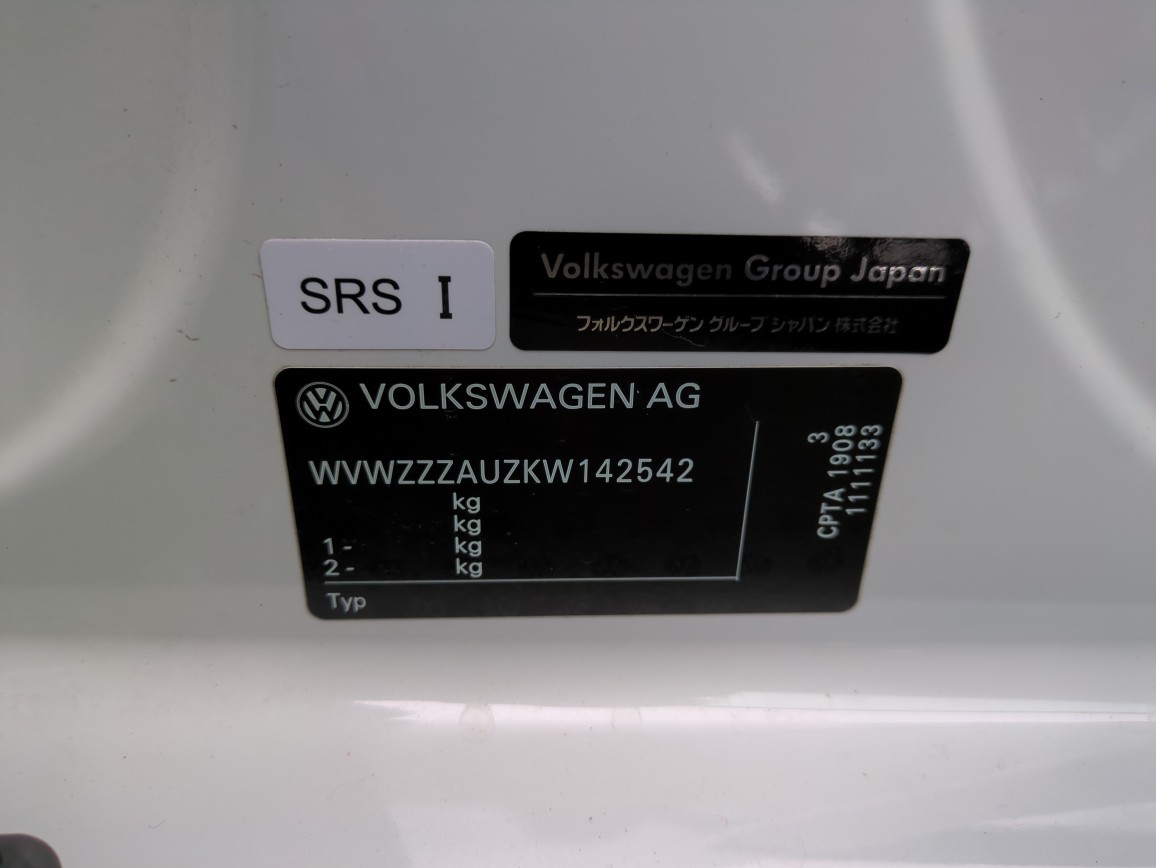 SRS I
Volkswagen Group Japan
フォルクスワーゲン グループ ジャパン 株式会社
VOLKSWAGEN AG
WVWZZZAUZKW142542
kg
kg
1 - kg
2 - kg
Typ
3
CPTA 1908
1111133